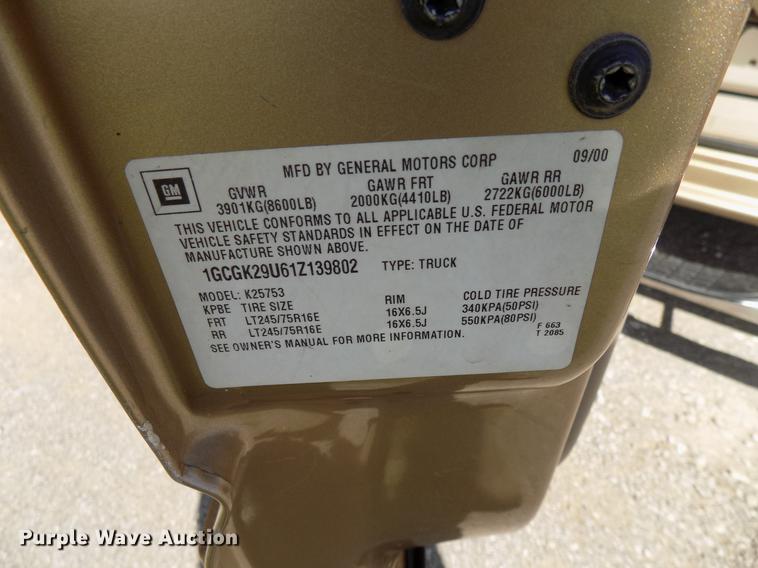 MFD BY GENERAL MOTORS CORP 09/00
GM
GVWR GAWR FRT GAWR RR
3901KG(8600LB) 2000KG(4410LB) 2722KG(6000LB)
THIS VEHICLE CONFORMS TO ALL APPLICABLE U.S. FEDERAL MOTOR
VEHICLE SAFETY STANDARDS IN EFFECT ON THE DATE OF
MANUFACTURE SHOWN ABOVE.
1GCGK29U61Z139802 TYPE: TRUCK
MODEL: K25753
KPBE TIRE SIZE RIM COLD TIRE PRESSURE
FRT LT245/75R16E 16X6.5J 340KPA(50PSI)
RR LT245/75R16E 16X6.5J 550KPA(80PSI)
SEE OWNER'S MANUAL FOR MORE INFORMATION.
F 663
T 2085
Purple Wave Auction